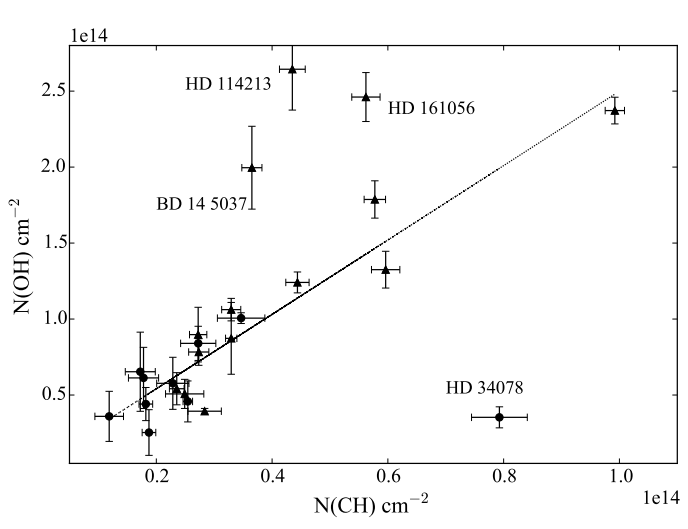 1e14
2.5
2.0
1.5
1.0
0.5
N(OH) cm−2
HD 114213
HD 161056
BD 14 5037
HD 34078
0.2
0.4
0.6
0.8
1.0
1e14
N(CH) cm−2